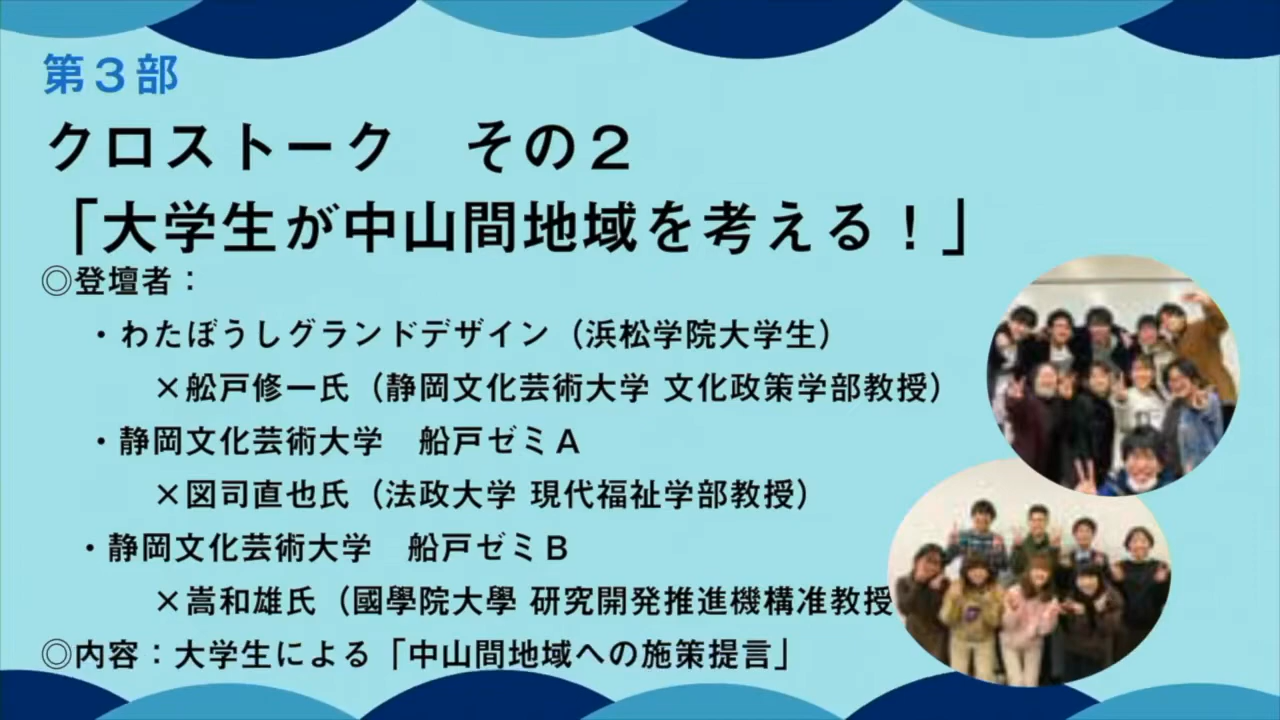 第３部
クロストーク　その２
「大学生が中山間地域を考える！」
◎登壇者：
・わたぼうしグランドデザイン（浜松学院大学生）
×舩戸修一氏（静岡文化芸術大学 文化政策学部教授）
・静岡文化芸術大学　船戸ゼミＡ
×図司直也氏（法政大学 現代福祉学部教授）
・静岡文化芸術大学　船戸ゼミＢ
×嵩和雄氏（國學院大學 研究開発推進機構准教授
◎内容：大学生による「中山間地域への施策提言」